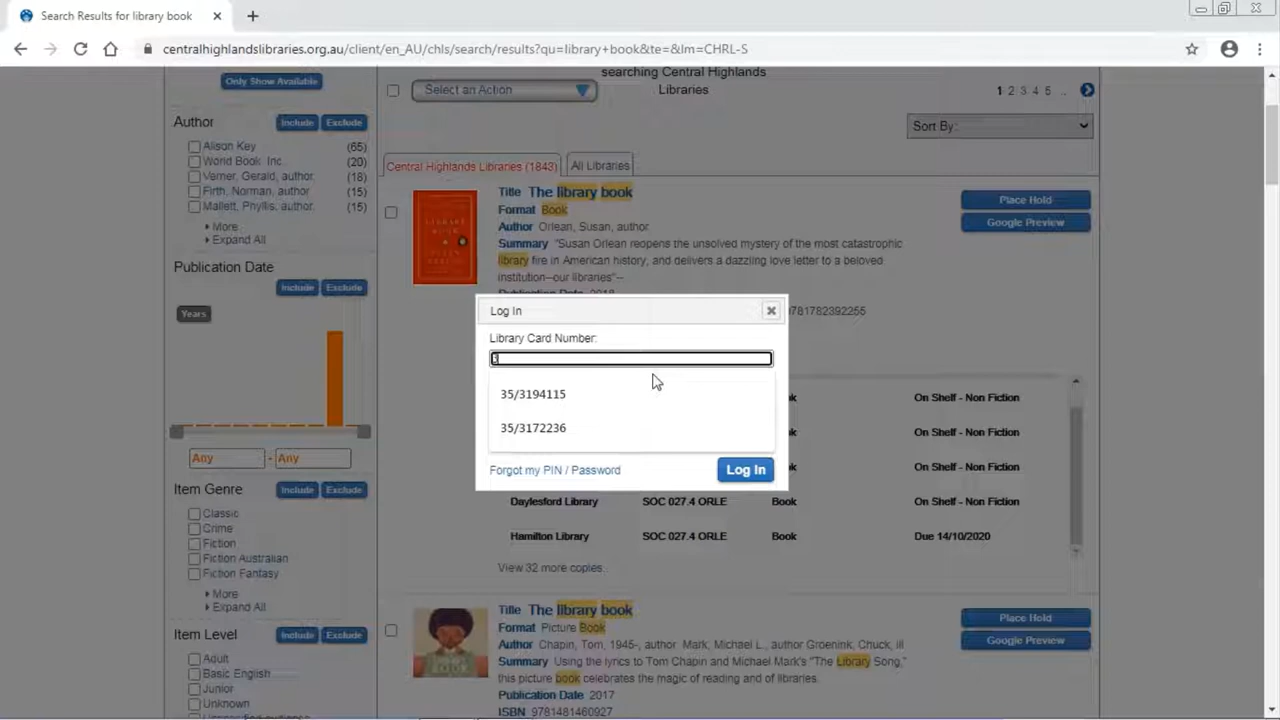 Search Results for library book
centralhighlandslibraries.org.au/client/en_AU/chls/search/results?qu=library+book&te=&lm=CHRL-S
Only Show Available
Author Include Exclude
Alison Key (65)
World Book, Inc. (20)
Verner, Gerald, author. (18)
Firth, Norman, author (15)
Mallett, Phyllis, author. (15)
More
Expand All
Publication Date
Include Exclude
Years
Any - Any
Item Genre Include Exclude
Classic
Crime
Fiction
Fiction Australian
Fiction Fantasy
More
Expand All
Item Level Include Exclude
Adult
Basic English
Junior
Unknown
searching Central Highlands
Libraries
Select an Action
1 2 3 4 5 ..
Sort By:
Central Highlands Libraries (1843) All Libraries
Title The library book
Format Book
Author Orlean, Susan, author.
Summary "Susan Orlean reopens the unsolved mystery of the most catastrophic
library fire in American history, and delivers a dazzling love letter to a beloved
institution--our libraries"--
Publication Date 2018
781782392255
Place Hold
Google Preview
Log In
Library Card Number:
3
35/3194115
35/3172236
Forgot my PIN / Password Log In
On Shelf - Non Fiction
On Shelf - Non Fiction
On Shelf - Non Fiction
Daylesford Library SOC 027.4 ORLE Book On Shelf - Non Fiction
Hamilton Library SOC 027.4 ORLE Book Due 14/10/2020
View 32 more copies.
Title The library book
Format Picture Book
Author Chapin, Tom, 1945-, author. Mark, Michael L., author Groenink, Chuck, ill
Summary Using the lyrics to Tom Chapin and Michael Mark's "The Library Song,"
this picture book celebrates the magic of reading and of libraries.
Publication Date 2017
ISBN 9781481460927
Place Hold
Google Preview